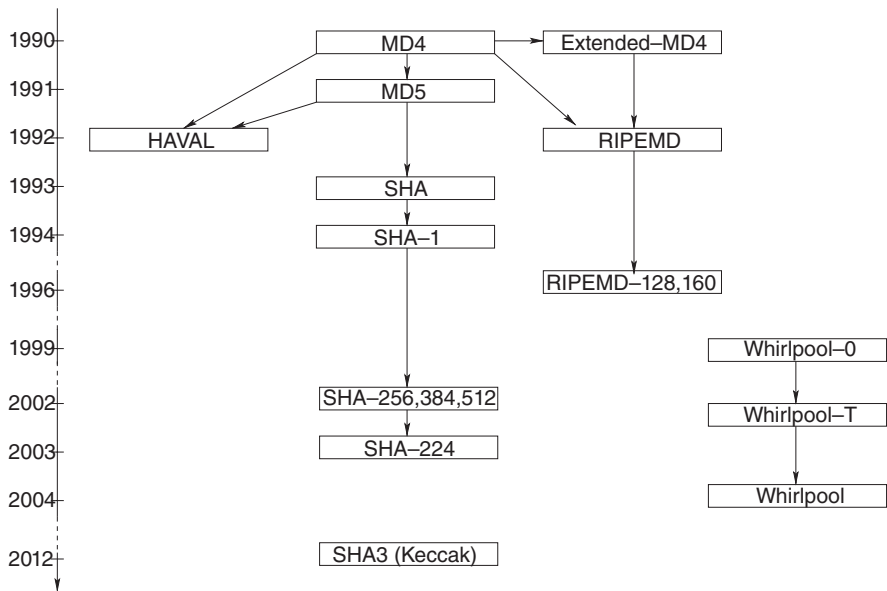 1990
MD4
Extended–MD4
1991
MD5
1992
HAVAL
RIPEMD
1993
SHA
1994
SHA–1
1996
RIPEMD–128,160
1999
Whirlpool–0
2002
SHA–256,384,512
Whirlpool–T
2003
SHA–224
2004
Whirlpool
2012
SHA3 (Keccak)